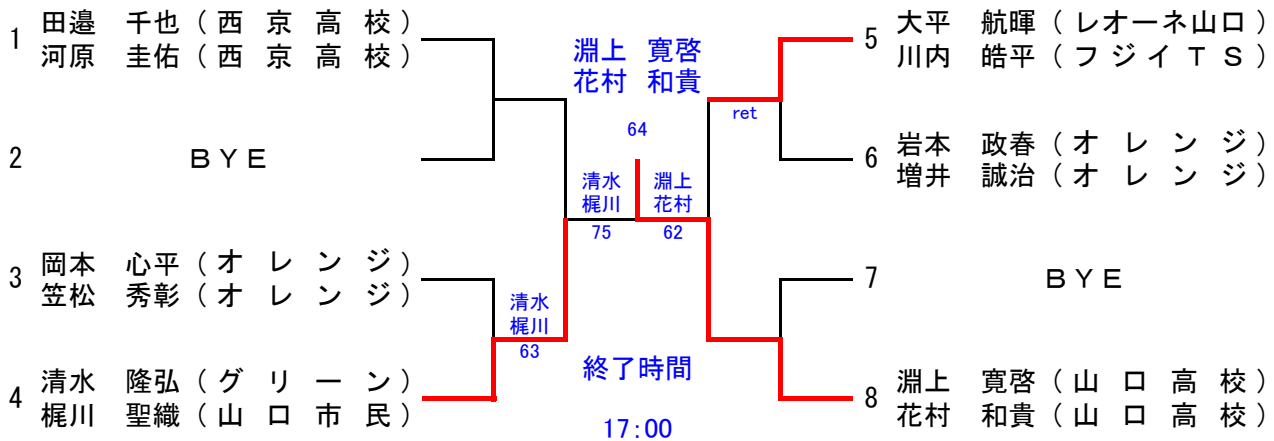 1 田邉 千也（西京高校）
河原 圭佑（西京高校）
2 ＢＹＥ
3 岡本 心平（オレンジ）
笠松 秀彰（オレンジ）
4 清水 隆弘（グリーン）
梶川 聖織（山口市民）
清水
梶川
63
清水
梶川
75
淵上 寛啓
花村 和貴
64
淵上
花村
62
終了時間
17:00
ret
5 大平 航暉（レオーネ山口）
川内 皓平（フジイＴＳ）
6 岩本 政春（オレンジ）
増井 誠治（オレンジ）
7 ＢＹＥ
8 淵上 寛啓（山口高校）
花村 和貴（山口高校）